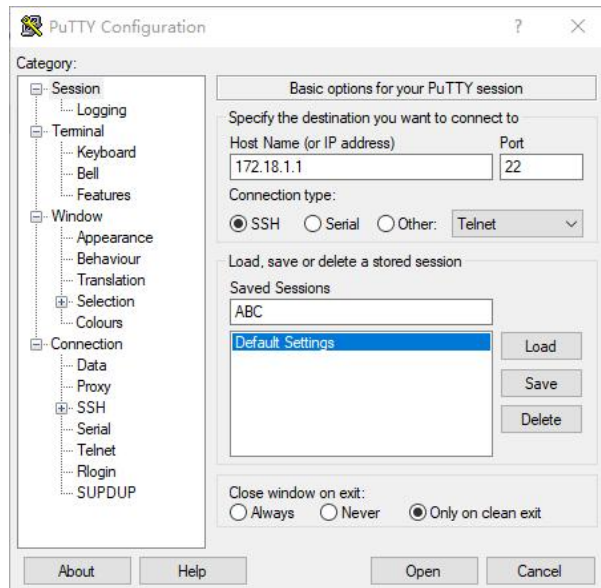 PuTTY Configuration
Category:
Session
Logging
Terminal
Keyboard
Bell
Features
Window
Appearance
Behaviour
Translation
Selection
Colours
Connection
Data
Proxy
SSH
Serial
Telnet
Rlogin
SUPDUP
Basic options for your PuTTY session
Specify the destination you want to connect to
Host Name (or IP address) Port
172.18.1.1 22
Connection type:
SSH Serial Other: Telnet
Load, save or delete a stored session
Saved Sessions
ABC
Default Settings
Load
Save
Delete
Close window on exit:
Always Never Only on clean exit
About Help Open Cancel